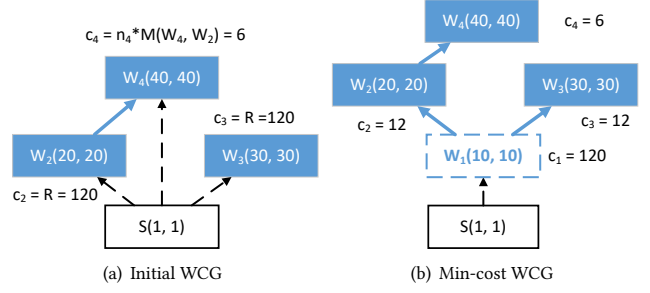 c₄ = n₄*M(W₄, W₂) = 6
W₄(40, 40)
c₃ = R =120
W₂(20, 20)
W₃(30, 30)
c₂ = R = 120
S(1, 1)
(a) Initial WCG
W₄(40, 40)
c₄ = 6
W₂(20, 20)
W₃(30, 30)
c₂ = 12
c₃ = 12
W₁(10, 10)
c₁ = 120
S(1, 1)
(b) Min-cost WCG